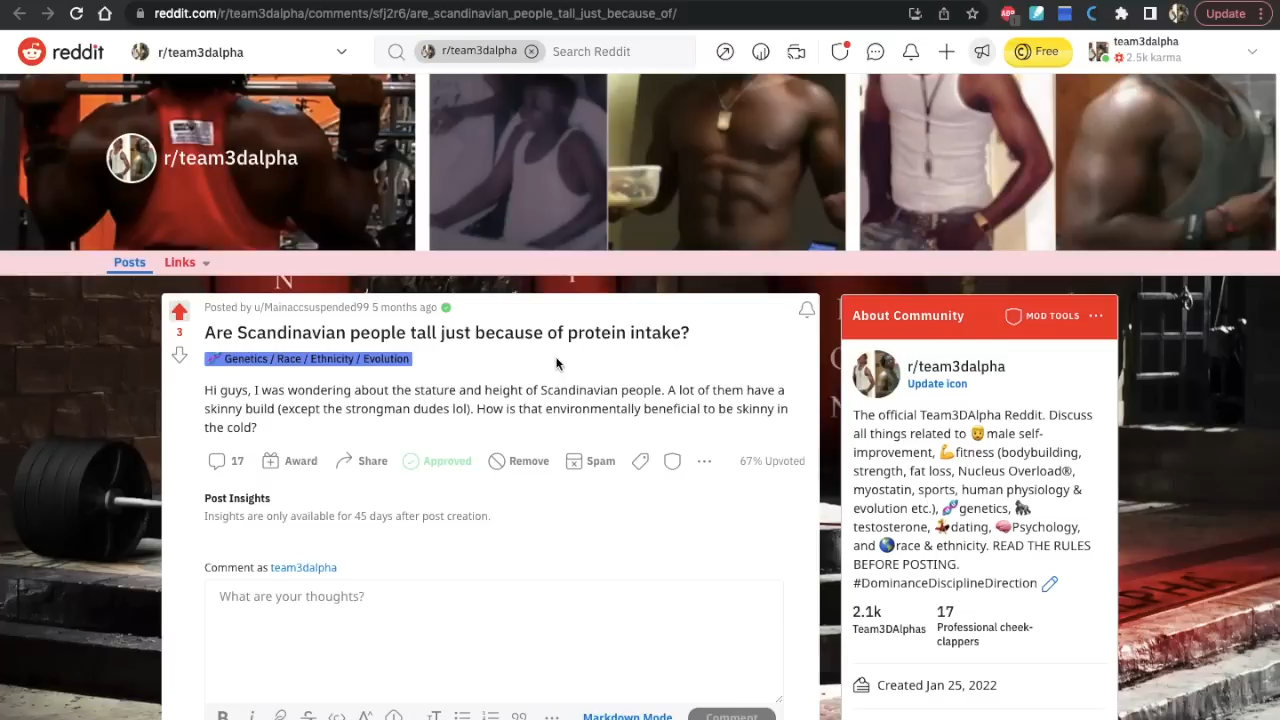 reddit.com/r/team3dalpha/comments/sfj2r6/are_scandinavian_people_tall_just_because_of/
Update
reddit
r/team3dalpha
r/team3dalpha
Search Reddit
Free
team3dalpha
2.5k karma
r/team3dalpha
Posts
Links
Posted by u/Mainaccsuspended99 5 months ago
3
Are Scandinavian people tall just because of protein intake?
Genetics / Race / Ethnicity / Evolution
Hi guys, I was wondering about the stature and height of Scandinavian people. A lot of them have a
skinny build (except the strongman dudes lol). How is that environmentally beneficial to be skinny in
the cold?
17 Award Share Approved Remove Spam ··· 67% Upvoted
Post Insights
Insights are only available for 45 days after post creation.
Comment as team3dalpha
What are your thoughts?
Markdown Mode
Comment
About Community
MOD TOOLS
r/team3dalpha
Update icon
The official Team3DAlpha Reddit. Discuss
all things related to 🧔male self-
improvement, 💪fitness (bodybuilding,
strength, fat loss, Nucleus Overload®,
myostatin, sports, human physiology &
evolution etc.), 🧬genetics, 🦍
testosterone, 💃dating, 🧠Psychology,
and 🌎race & ethnicity. READ THE RULES
BEFORE POSTING.
#DominanceDisciplineDirection
2.1k
Team3DAlphas
17
Professional cheek-
clappers
Created Jan 25, 2022